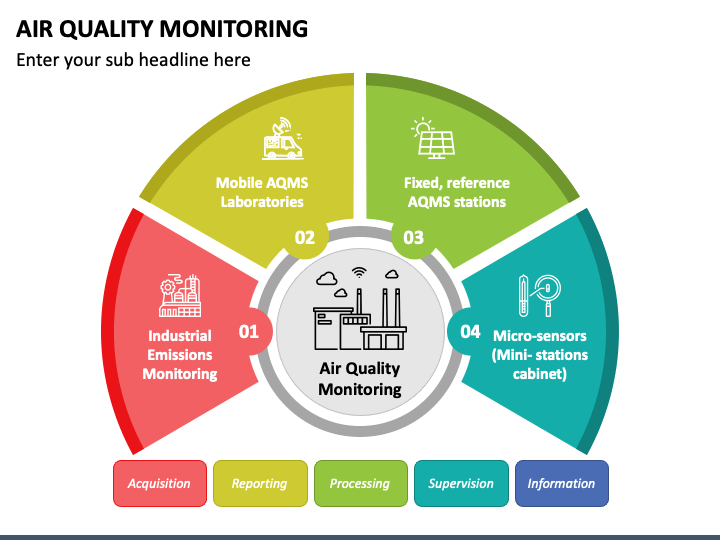 AIR QUALITY MONITORING
Enter your sub headline here
Mobile AQMS
Laboratories
02
Fixed, reference
AQMS stations
03
Industrial
Emissions
Monitoring
01
04
Micro-sensors
(Mini- stations
cabinet)
Air Quality
Monitoring
Acquisition
Reporting
Processing
Supervision
Information